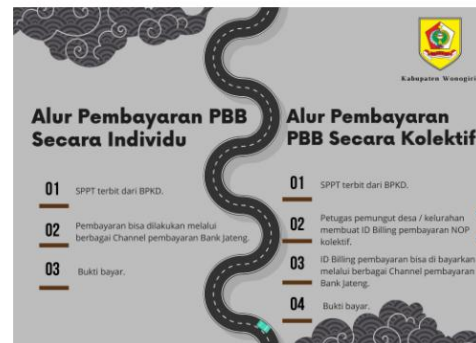 Kabupaten Wonogiri
Alur Pembayaran PBB
Secara Individu
01
SPPT terbit dari BPKD.
02
Pembayaran bisa dilakukan melalui
berbagai Channel pembayaran Bank Jateng.
03
Bukti bayar.
Alur Pembayaran
PBB Secara Kolektif
01
SPPT terbit dari BPKD.
02
Petugas pemungut desa / kelurahan
membuat ID Billing pembayaran NOP
kolektif.
03
ID Billing pembayaran bisa di bayarkan
melalui berbagai Channel pembayaran
Bank Jateng.
04
Bukti bayar.